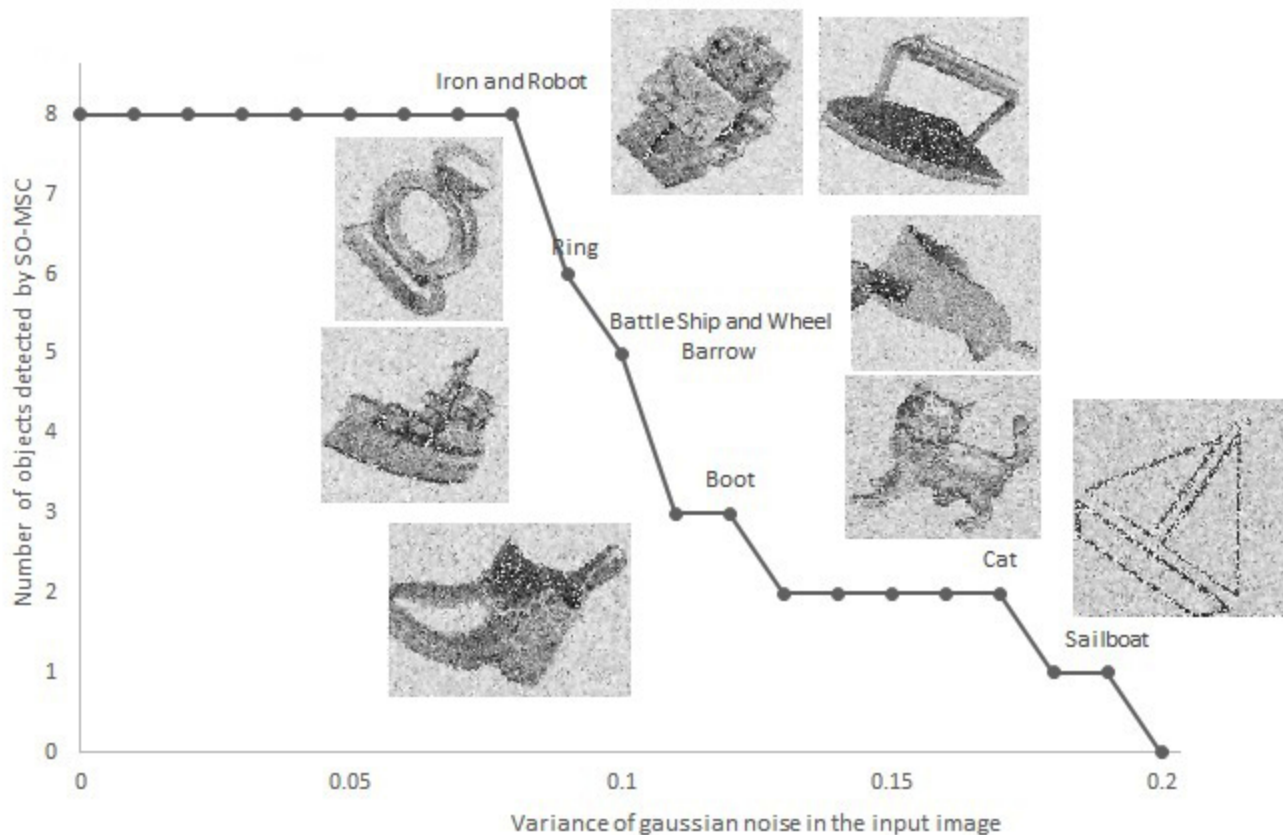 Iron and Robot
Ring
Battle Ship and Wheel
Barrow
Boot
Cat
Sailboat
Number of objects detected by SO-MSC
8
7
6
5
4
3
2
1
0
0
0.05
0.1
0.15
0.2
Variance of gaussian noise in the input image